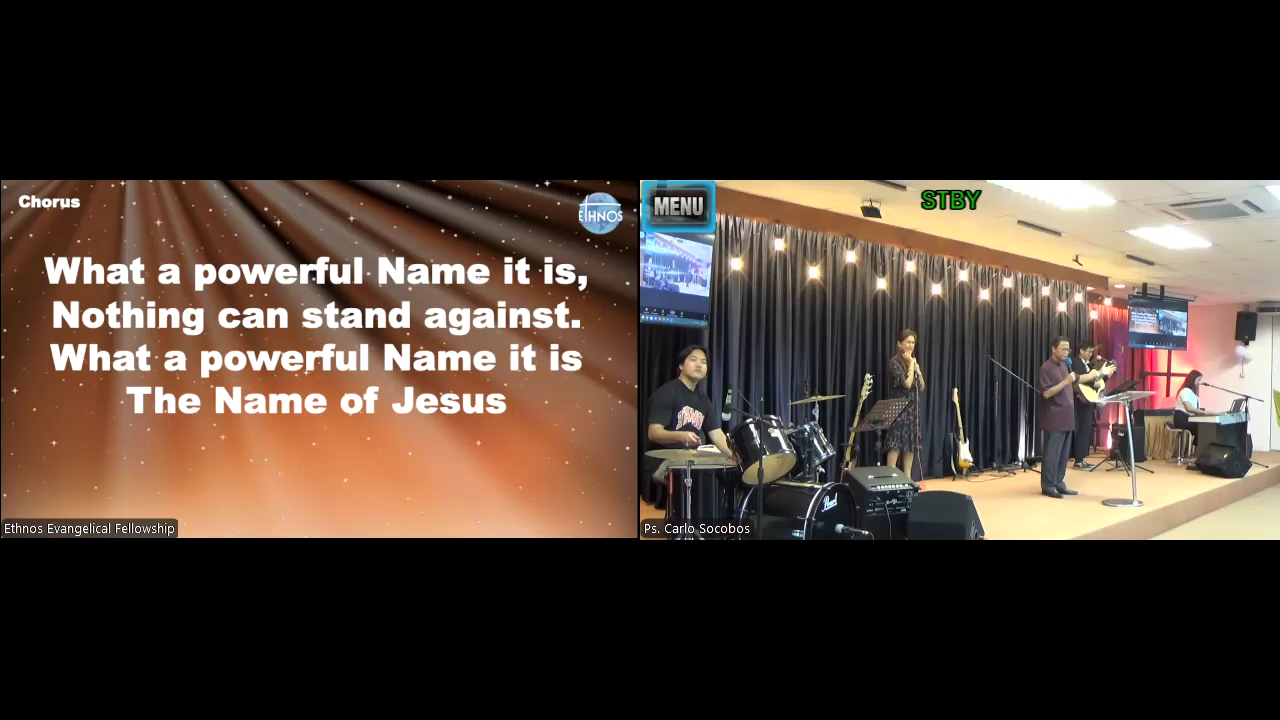 Chorus
ETHNOS
What a powerful Name it is,
Nothing can stand against.
What a powerful Name it is
The Name of Jesus
Ethnos Evangelical Fellowship
MENU
STBY
Pearl
Ps. Carlo Socobos